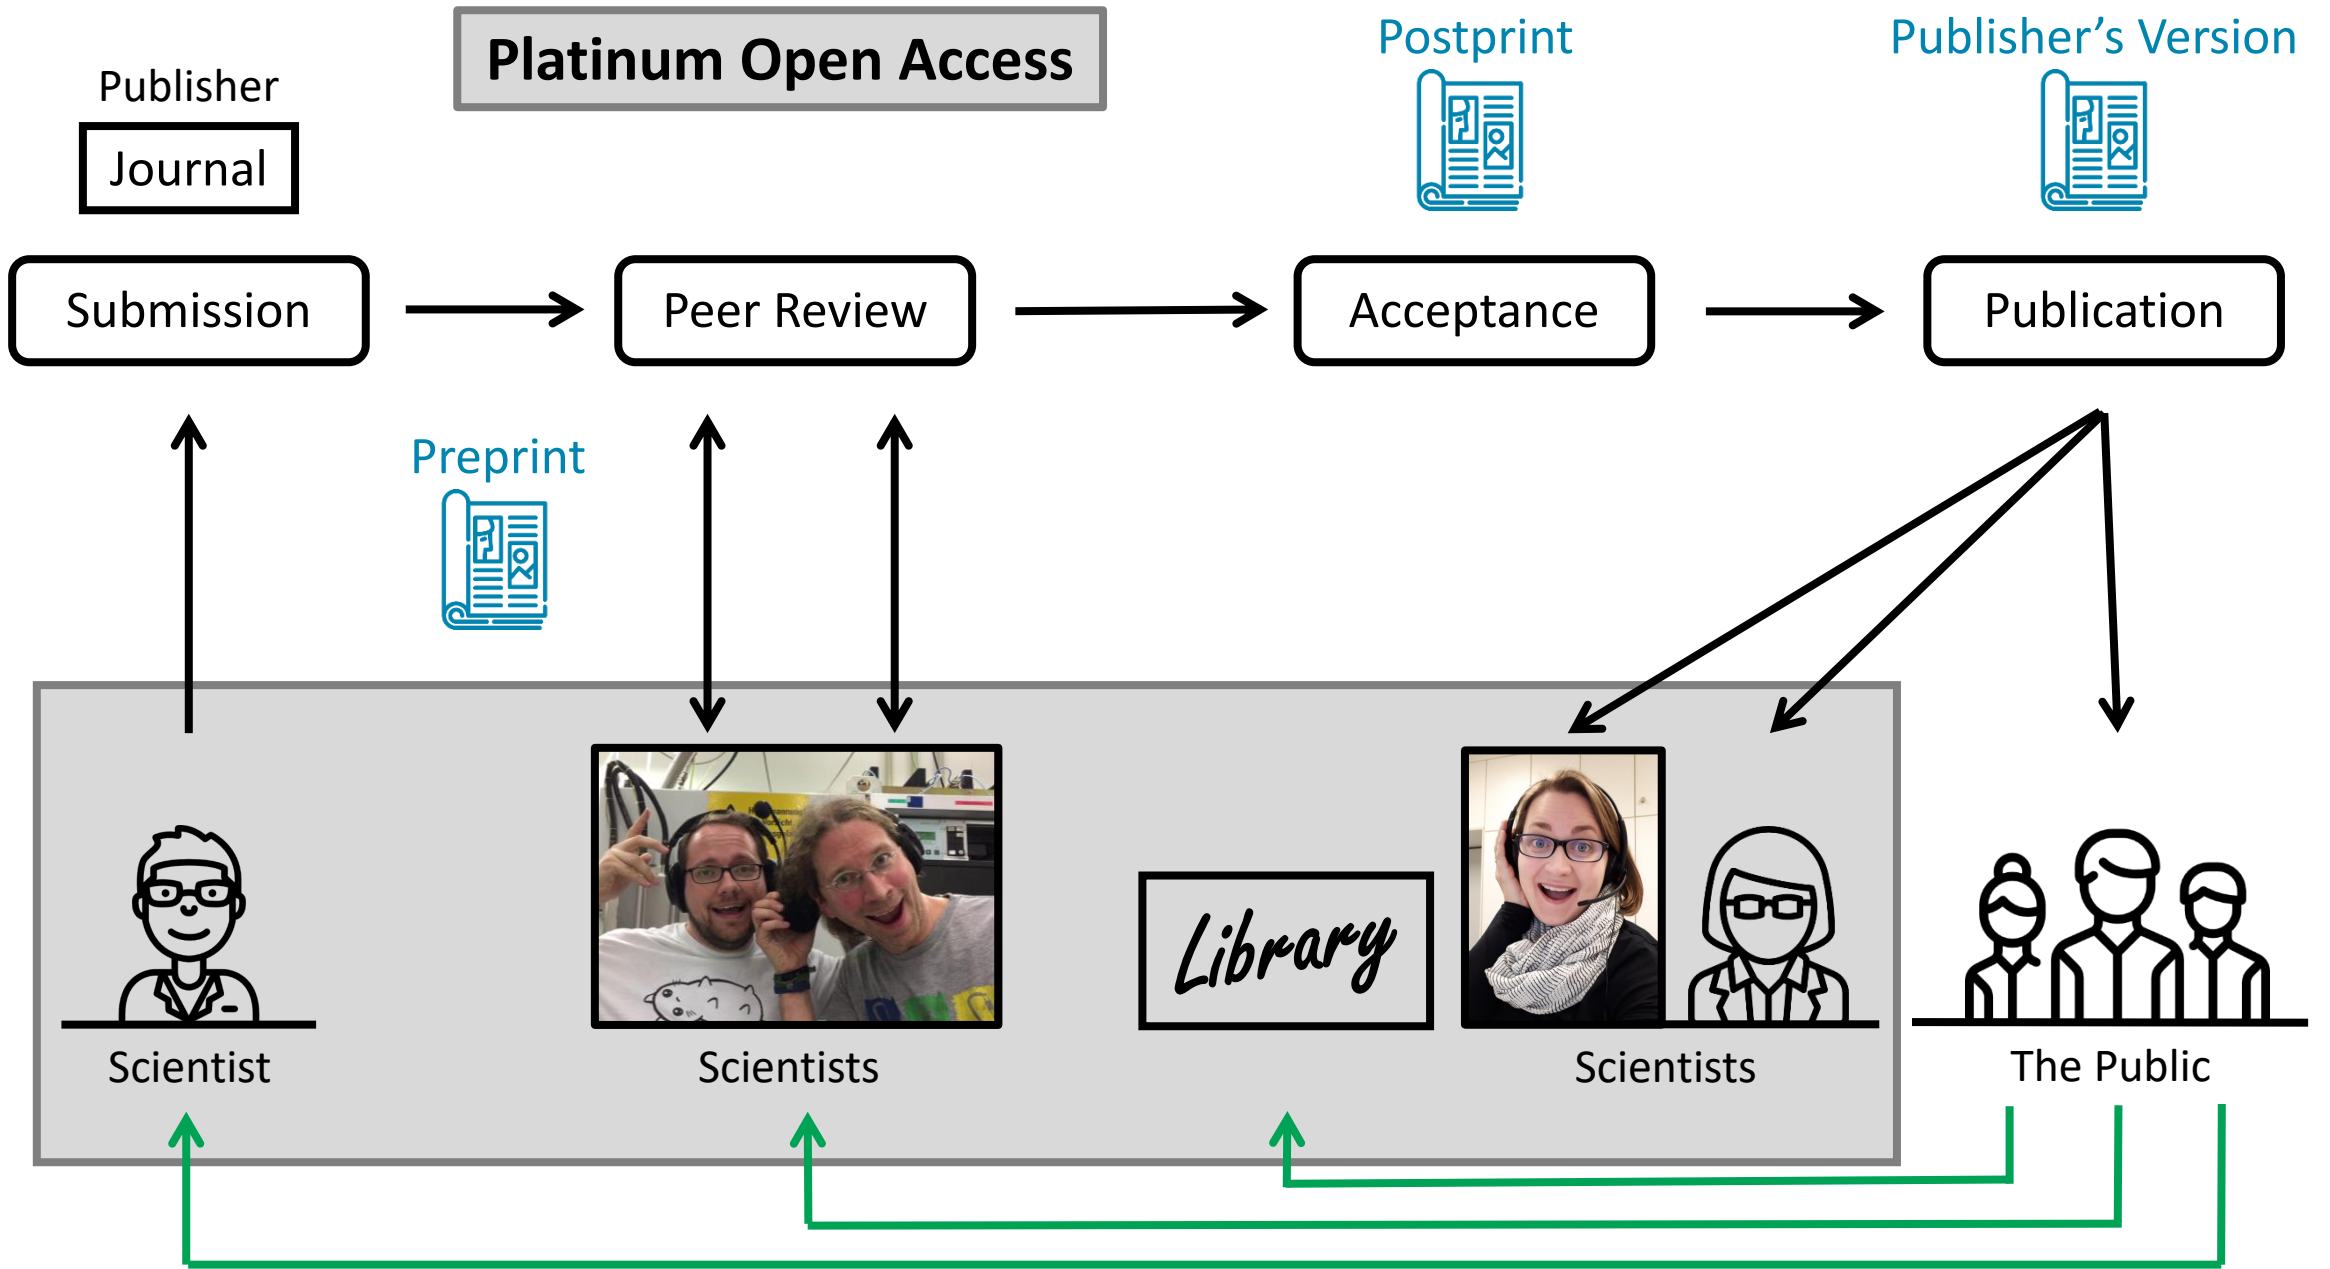 Platinum Open Access
Postprint
Publisher’s Version
Publisher
Journal
Submission
Peer Review
Acceptance
Publication
Preprint
Library
Scientist
Scientists
Scientists
The Public